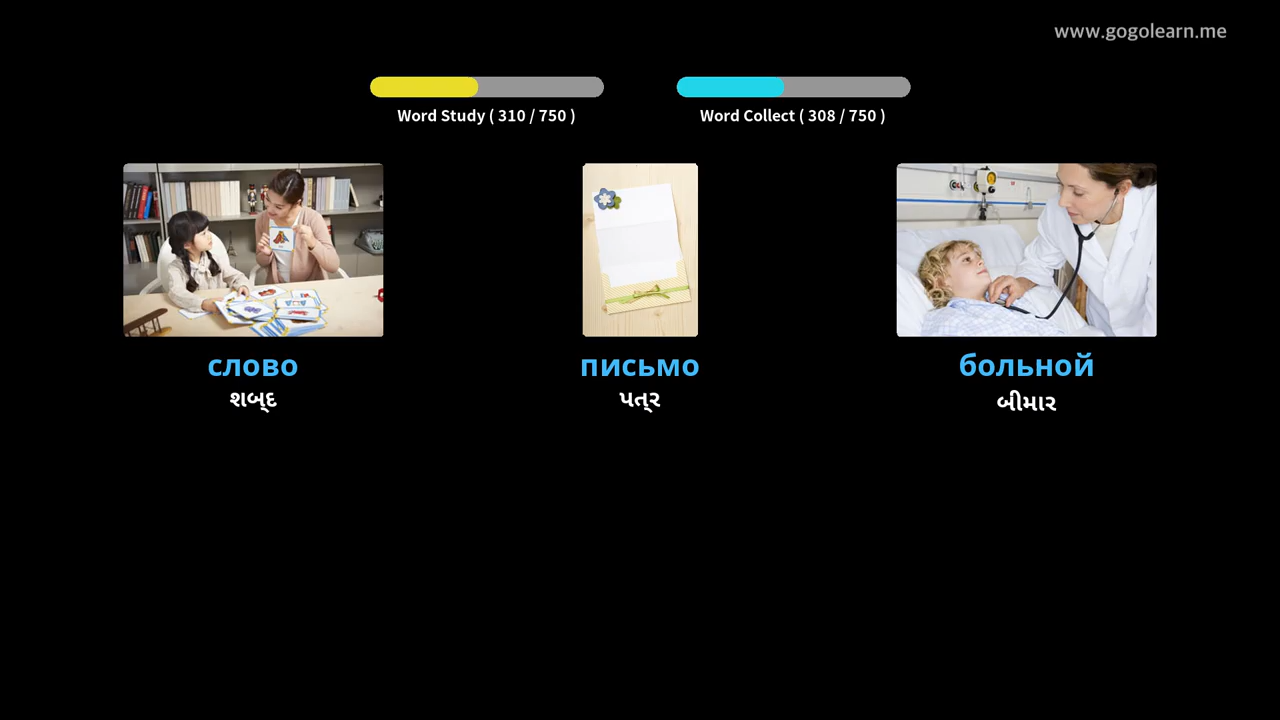 www.gogolearn.me
Word Study ( 310 / 750 )
Word Collect ( 308 / 750 )
слово
письмо
больной
શબ્દ
પત્ર
બીમાર